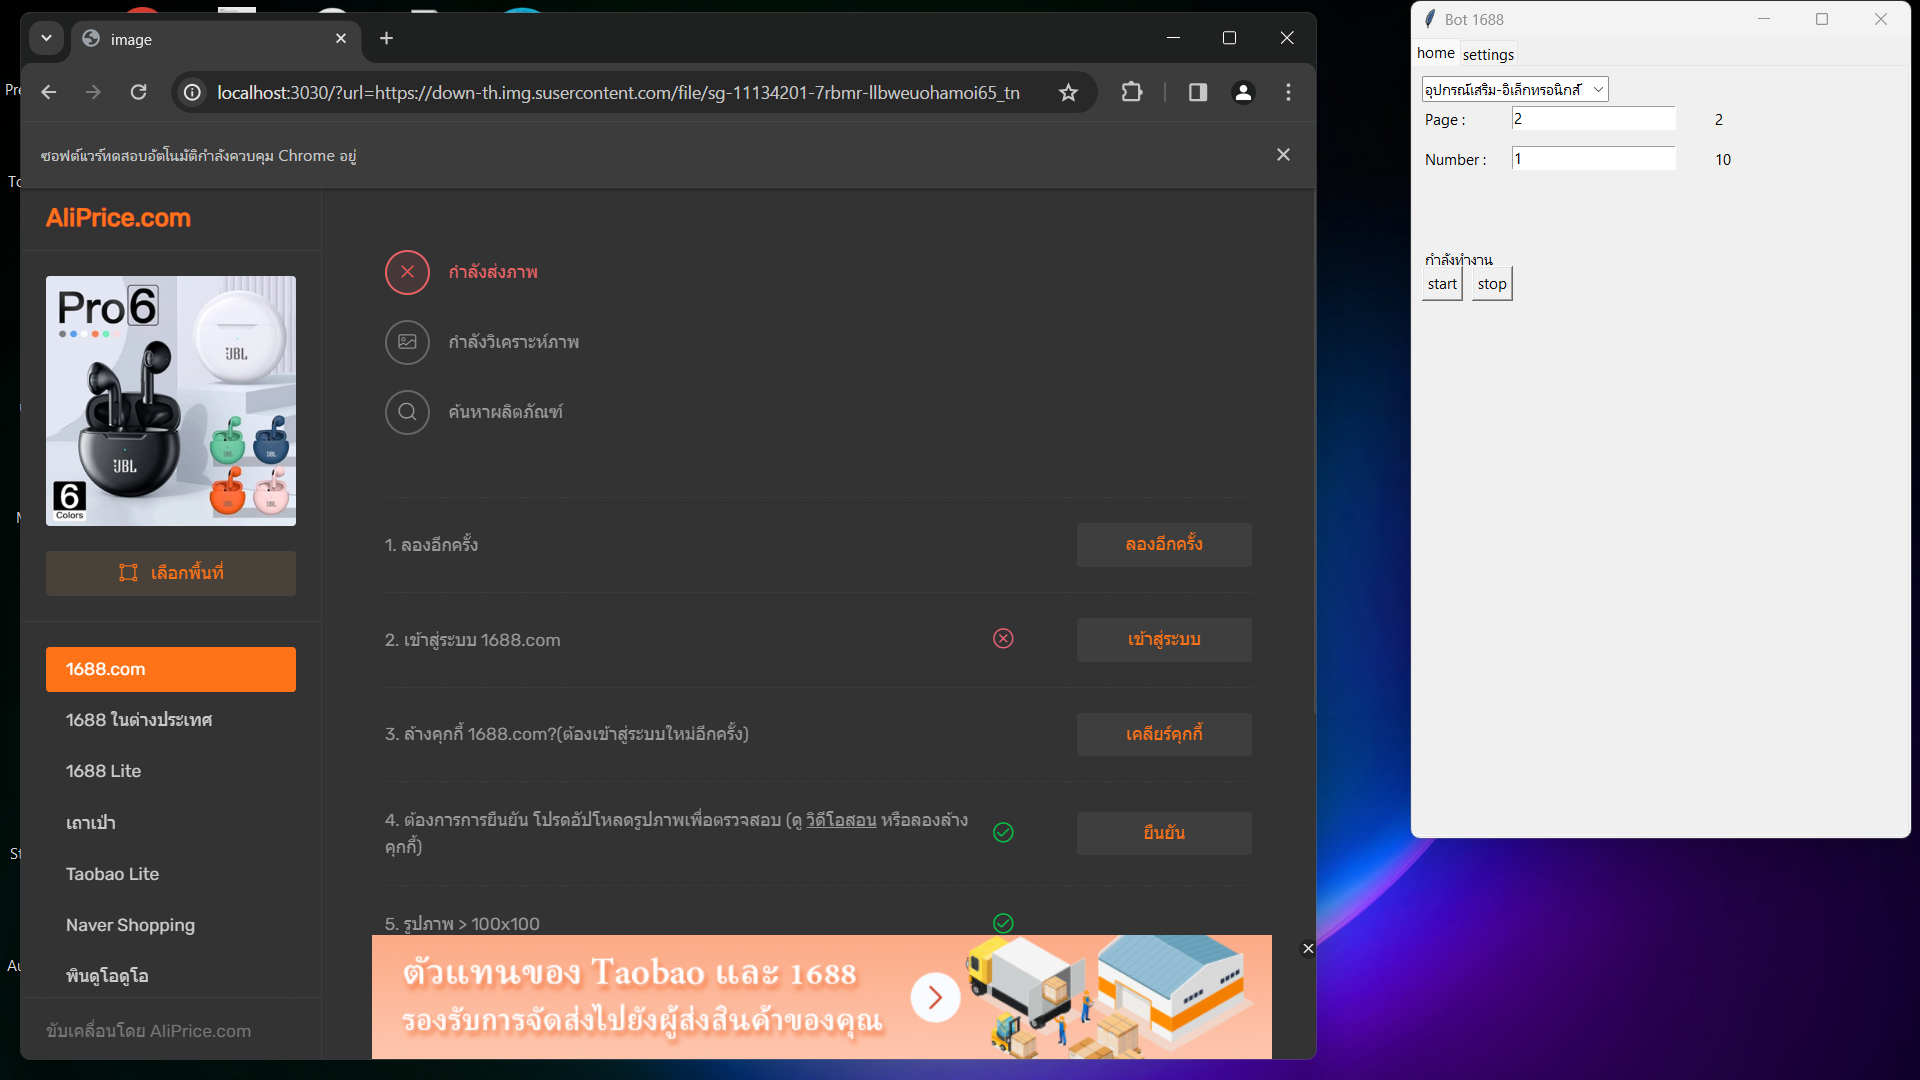 image
localhost:3030/?url=https://down-th.img.susercontent.com/file/sg-11134201-7rbmr-llbweuohamoi65_tn
ซอฟต์แวร์ทดสอบอัตโนมัติกำลังควบคุม Chrome อยู่
AliPrice.com
Pro6
JBL
JBL
6
Colors
เลือกพื้นที่
1688.com
1688 ในต่างประเทศ
1688 Lite
เถาเป่า
Taobao Lite
Naver Shopping
พินดูโอดูโอ
ขับเคลื่อนโดย AliPrice.com
กำลังส่งภาพ
กำลังวิเคราะห์ภาพ
ค้นหาผลิตภัณฑ์
1. ลองอีกครั้ง
ลองอีกครั้ง
2. เข้าสู่ระบบ 1688.com
เข้าสู่ระบบ
3. ล้างคุกกี้ 1688.com?(ต้องเข้าสู่ระบบใหม่อีกครั้ง)
เคลียร์คุกกี้
4. ต้องการการยืนยัน โปรดอัปโหลดรูปภาพเพื่อตรวจสอบ (ดู วิดีโอสอน หรือลองล้าง
คุกกี้)
ยืนยัน
5. รูปภาพ > 100x100
ตัวแทนของ Taobao และ 1688
รองรับการจัดส่งไปยังผู้ส่งสินค้าของคุณ
Bot 1688
home settings
อุปกรณ์เสริม-อิเล็กทรอนิกส์
Page : 2 2
Number : 1 10
กำลังทำงาน
start stop